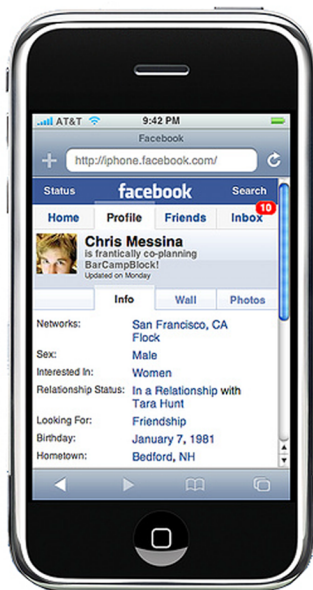 AT&T 9:42 PM
Facebook
http://iphone.facebook.com/
Status facebook Search
Home Profile Friends Inbox 10
Chris Messina
is frantically co-planning
BarCampBlock!
Updated on Monday
Info Wall Photos
Networks: San Francisco, CA
Flock
Sex: Male
Interested In: Women
Relationship Status: In a Relationship with
Tara Hunt
Looking For: Friendship
Birthday: January 7, 1981
Hometown: Bedford, NH